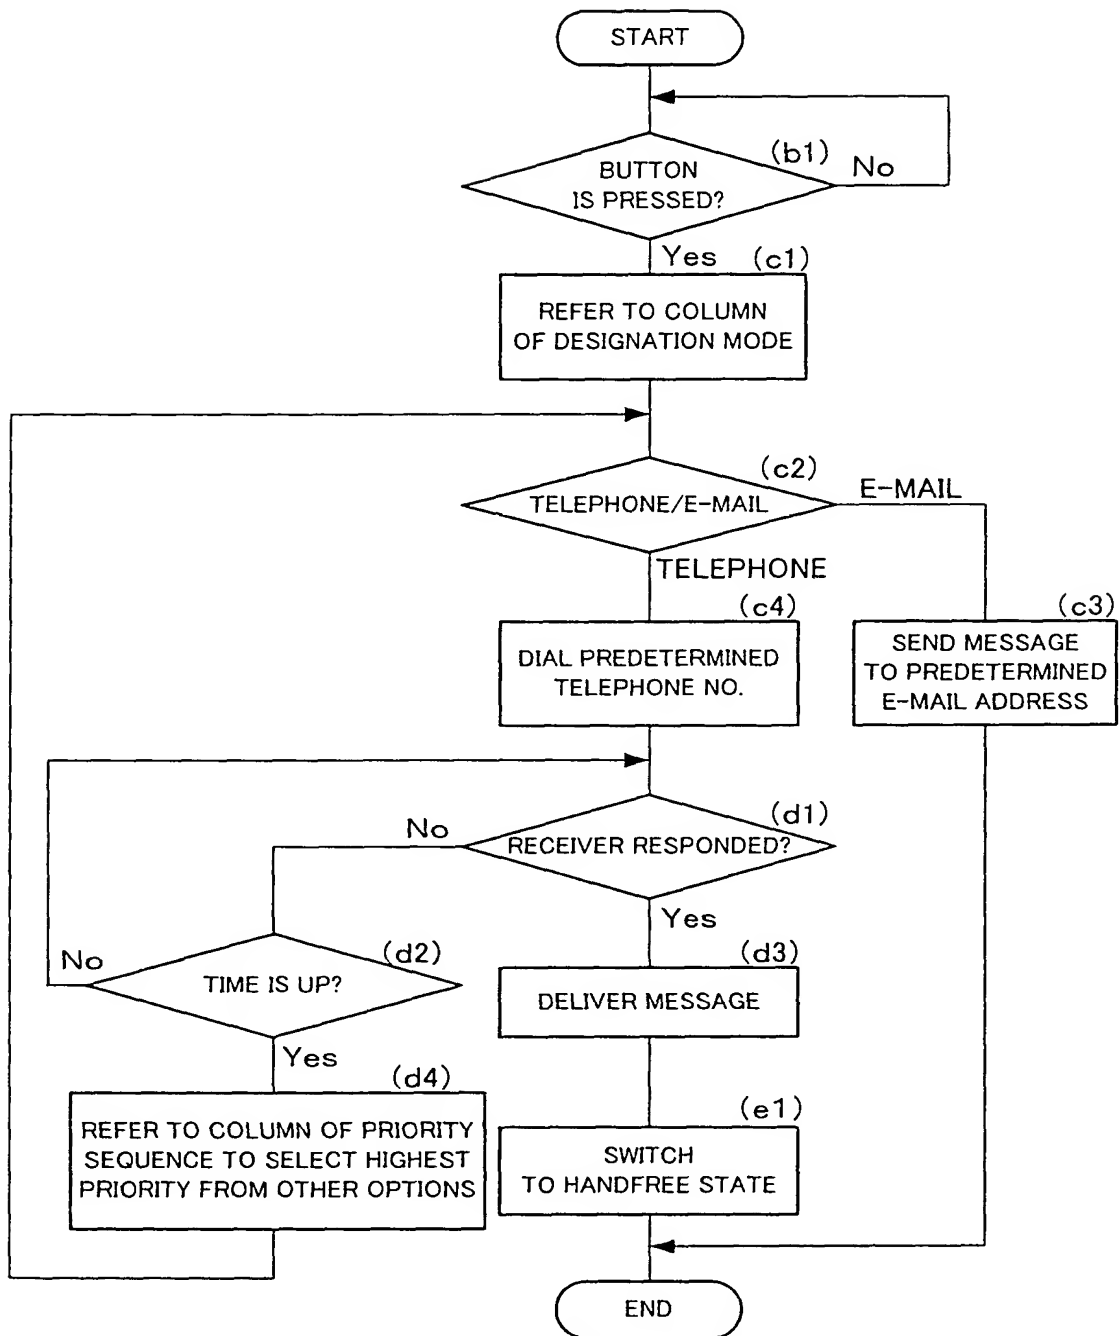 START
(b1)
BUTTON
IS PRESSED?
No
Yes
(c1)
REFER TO COLUMN
OF DESIGNATION MODE
(c2)
TELEPHONE/E-MAIL
E-MAIL
TELEPHONE
(c4)
DIAL PREDETERMINED
TELEPHONE NO.
(c3)
SEND MESSAGE
TO PREDETERMINED
E-MAIL ADDRESS
(d1)
RECEIVER RESPONDED?
No
Yes
(d2)
TIME IS UP?
No
Yes
(d3)
DELIVER MESSAGE
(d4)
REFER TO COLUMN OF PRIORITY
SEQUENCE TO SELECT HIGHEST
PRIORITY FROM OTHER OPTIONS
(e1)
SWITCH
TO HANDFREE STATE
END